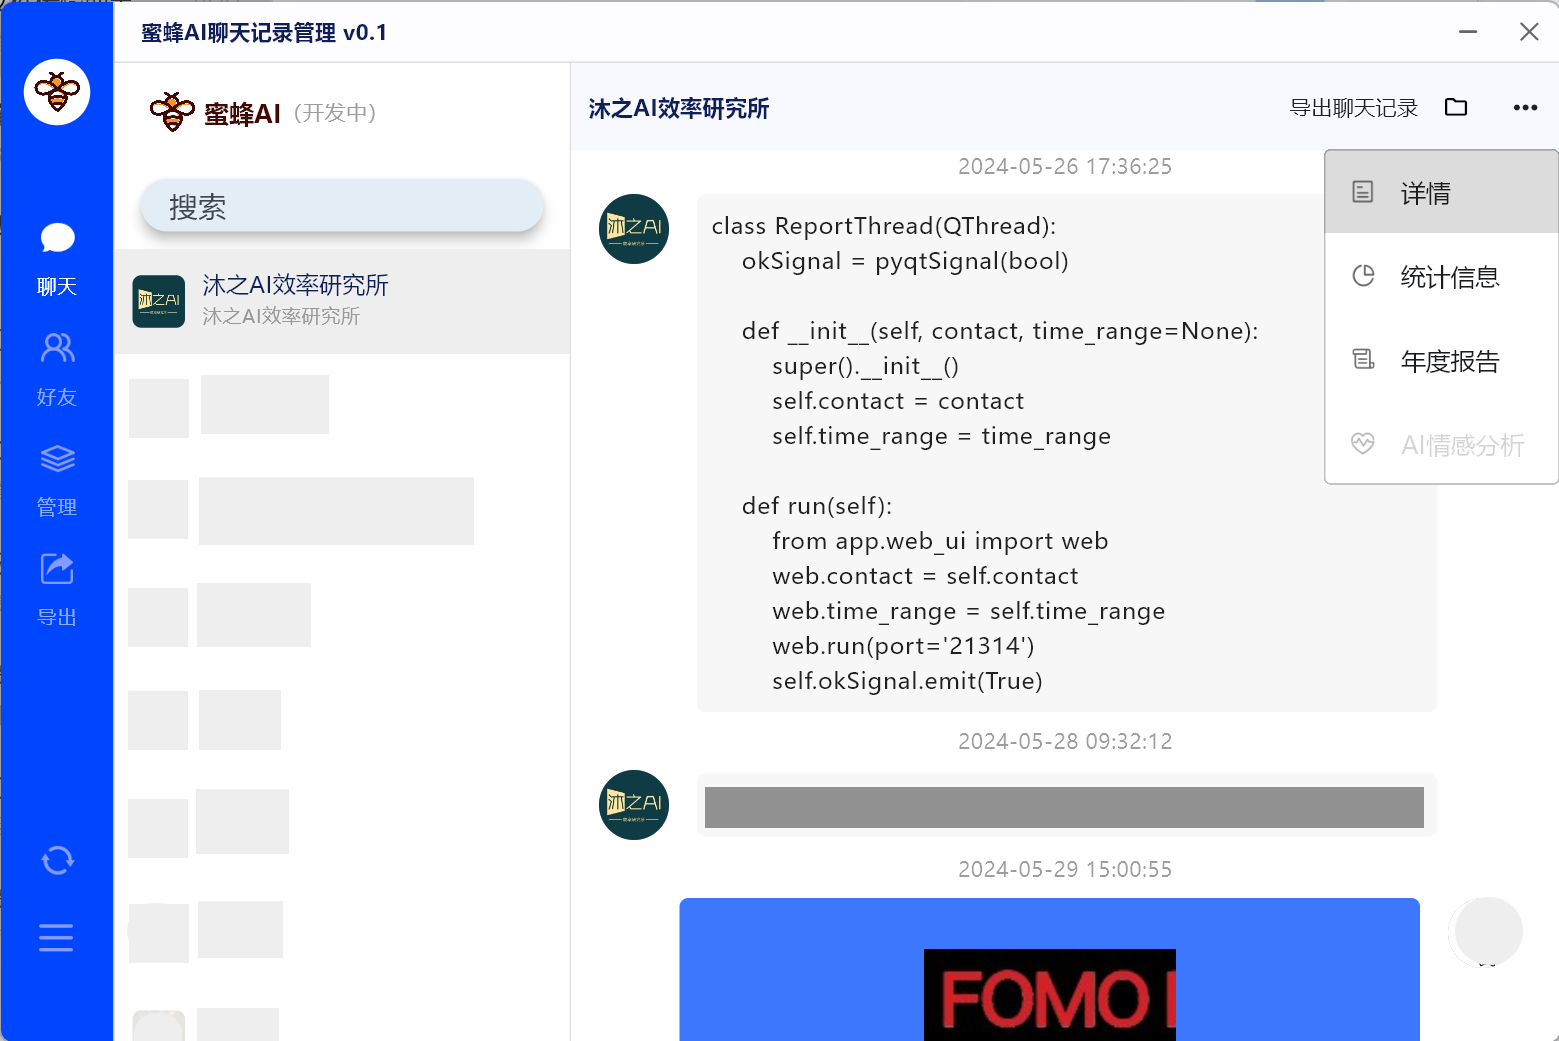 蜜蜂AI聊天记录管理 v0.1
蜜蜂AI (开发中)
搜索
聊天
好友
管理
导出
沐之AI效率研究所
沐之AI效率研究所
沐之AI
沐之AI效率研究所
导出聊天记录
详情
统计信息
年度报告
AI情感分析
2024-05-26 17:36:25
沐之AI
class ReportThread(QThread):
    okSignal = pyqtSignal(bool)
    def __init__(self, contact, time_range=None):
        super().__init__()
        self.contact = contact
        self.time_range = time_range
    def run(self):
        from app.web_ui import web
        web.contact = self.contact
        web.time_range = self.time_range
        web.run(port='21314')
        self.okSignal.emit(True)
2024-05-28 09:32:12
沐之AI
2024-05-29 15:00:55
FOMO